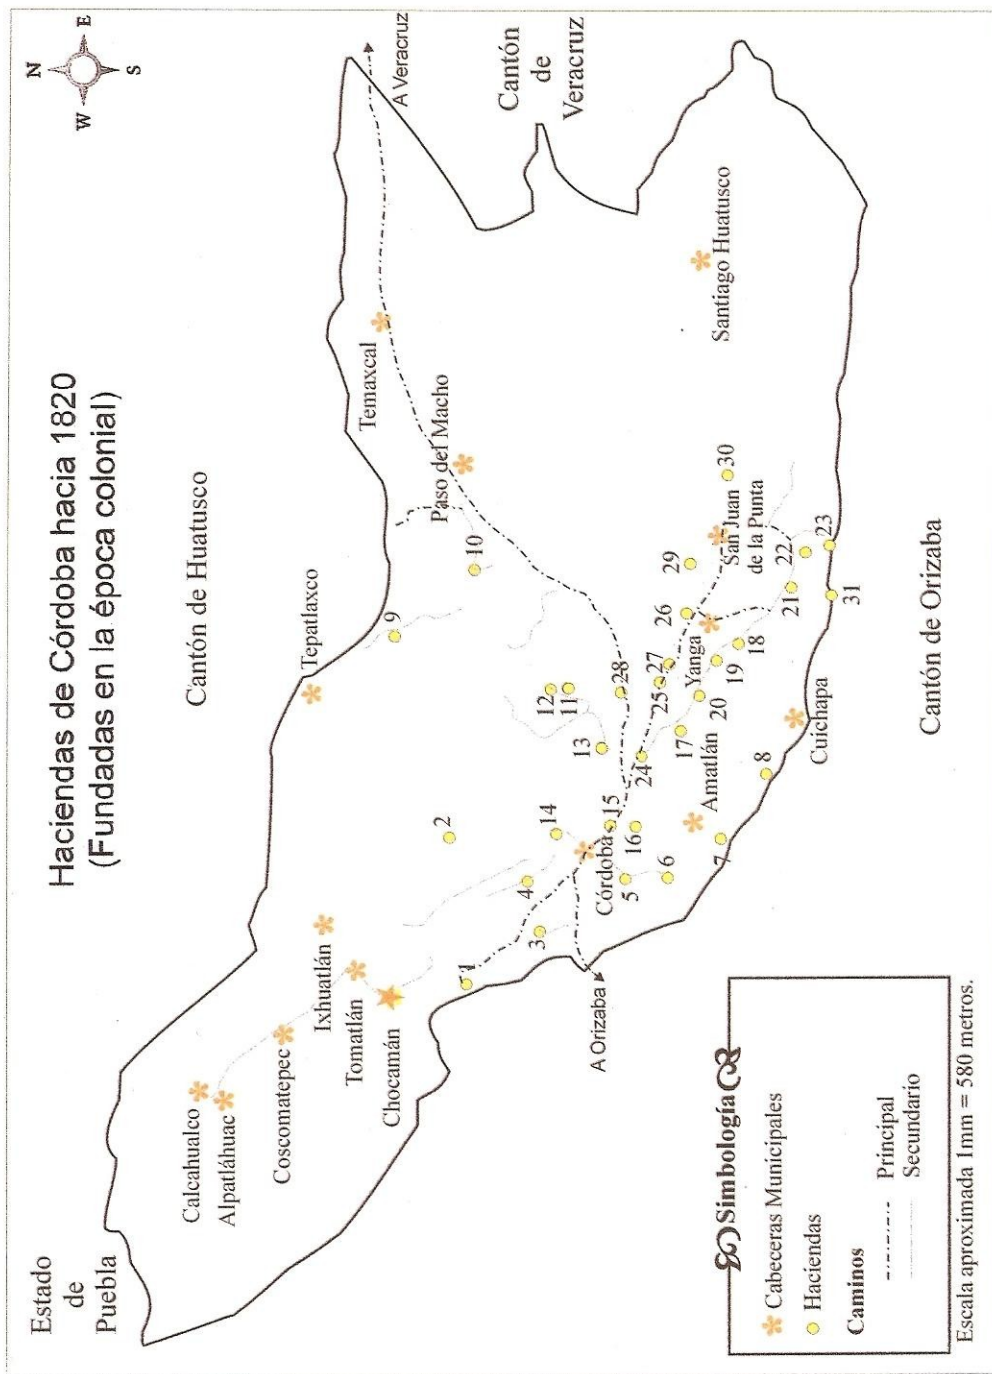 Haciendas de Córdoba hacia 1820
(Fundadas en la época colonial)
N
W
E
S
Estado
de
Puebla
Cantón de Huatusco
A Veracruz
Cantón
de
Veracruz
Calcahualco
Alpatláhuac
Coscomatepec
Ixhuatlán
Tomatlán
Chocamán
Tepatlaxco
Temaxcal
Paso del Macho
1
2
3
4
14
9
10
12
11
13
28
A Orizaba
Córdoba
15
16
5
6
7
8
24
25
27
26
29
17
Amatlán
20
Yanga
19
18
San Juan
de la Punta
30
21
22
23
31
Cuichapa
Santiago Huatusco
Cantón de Orizaba
Simbología
Cabeceras Municipales
Haciendas
Caminos
Principal
Secundario
Escala aproximada 1mm = 580 metros.